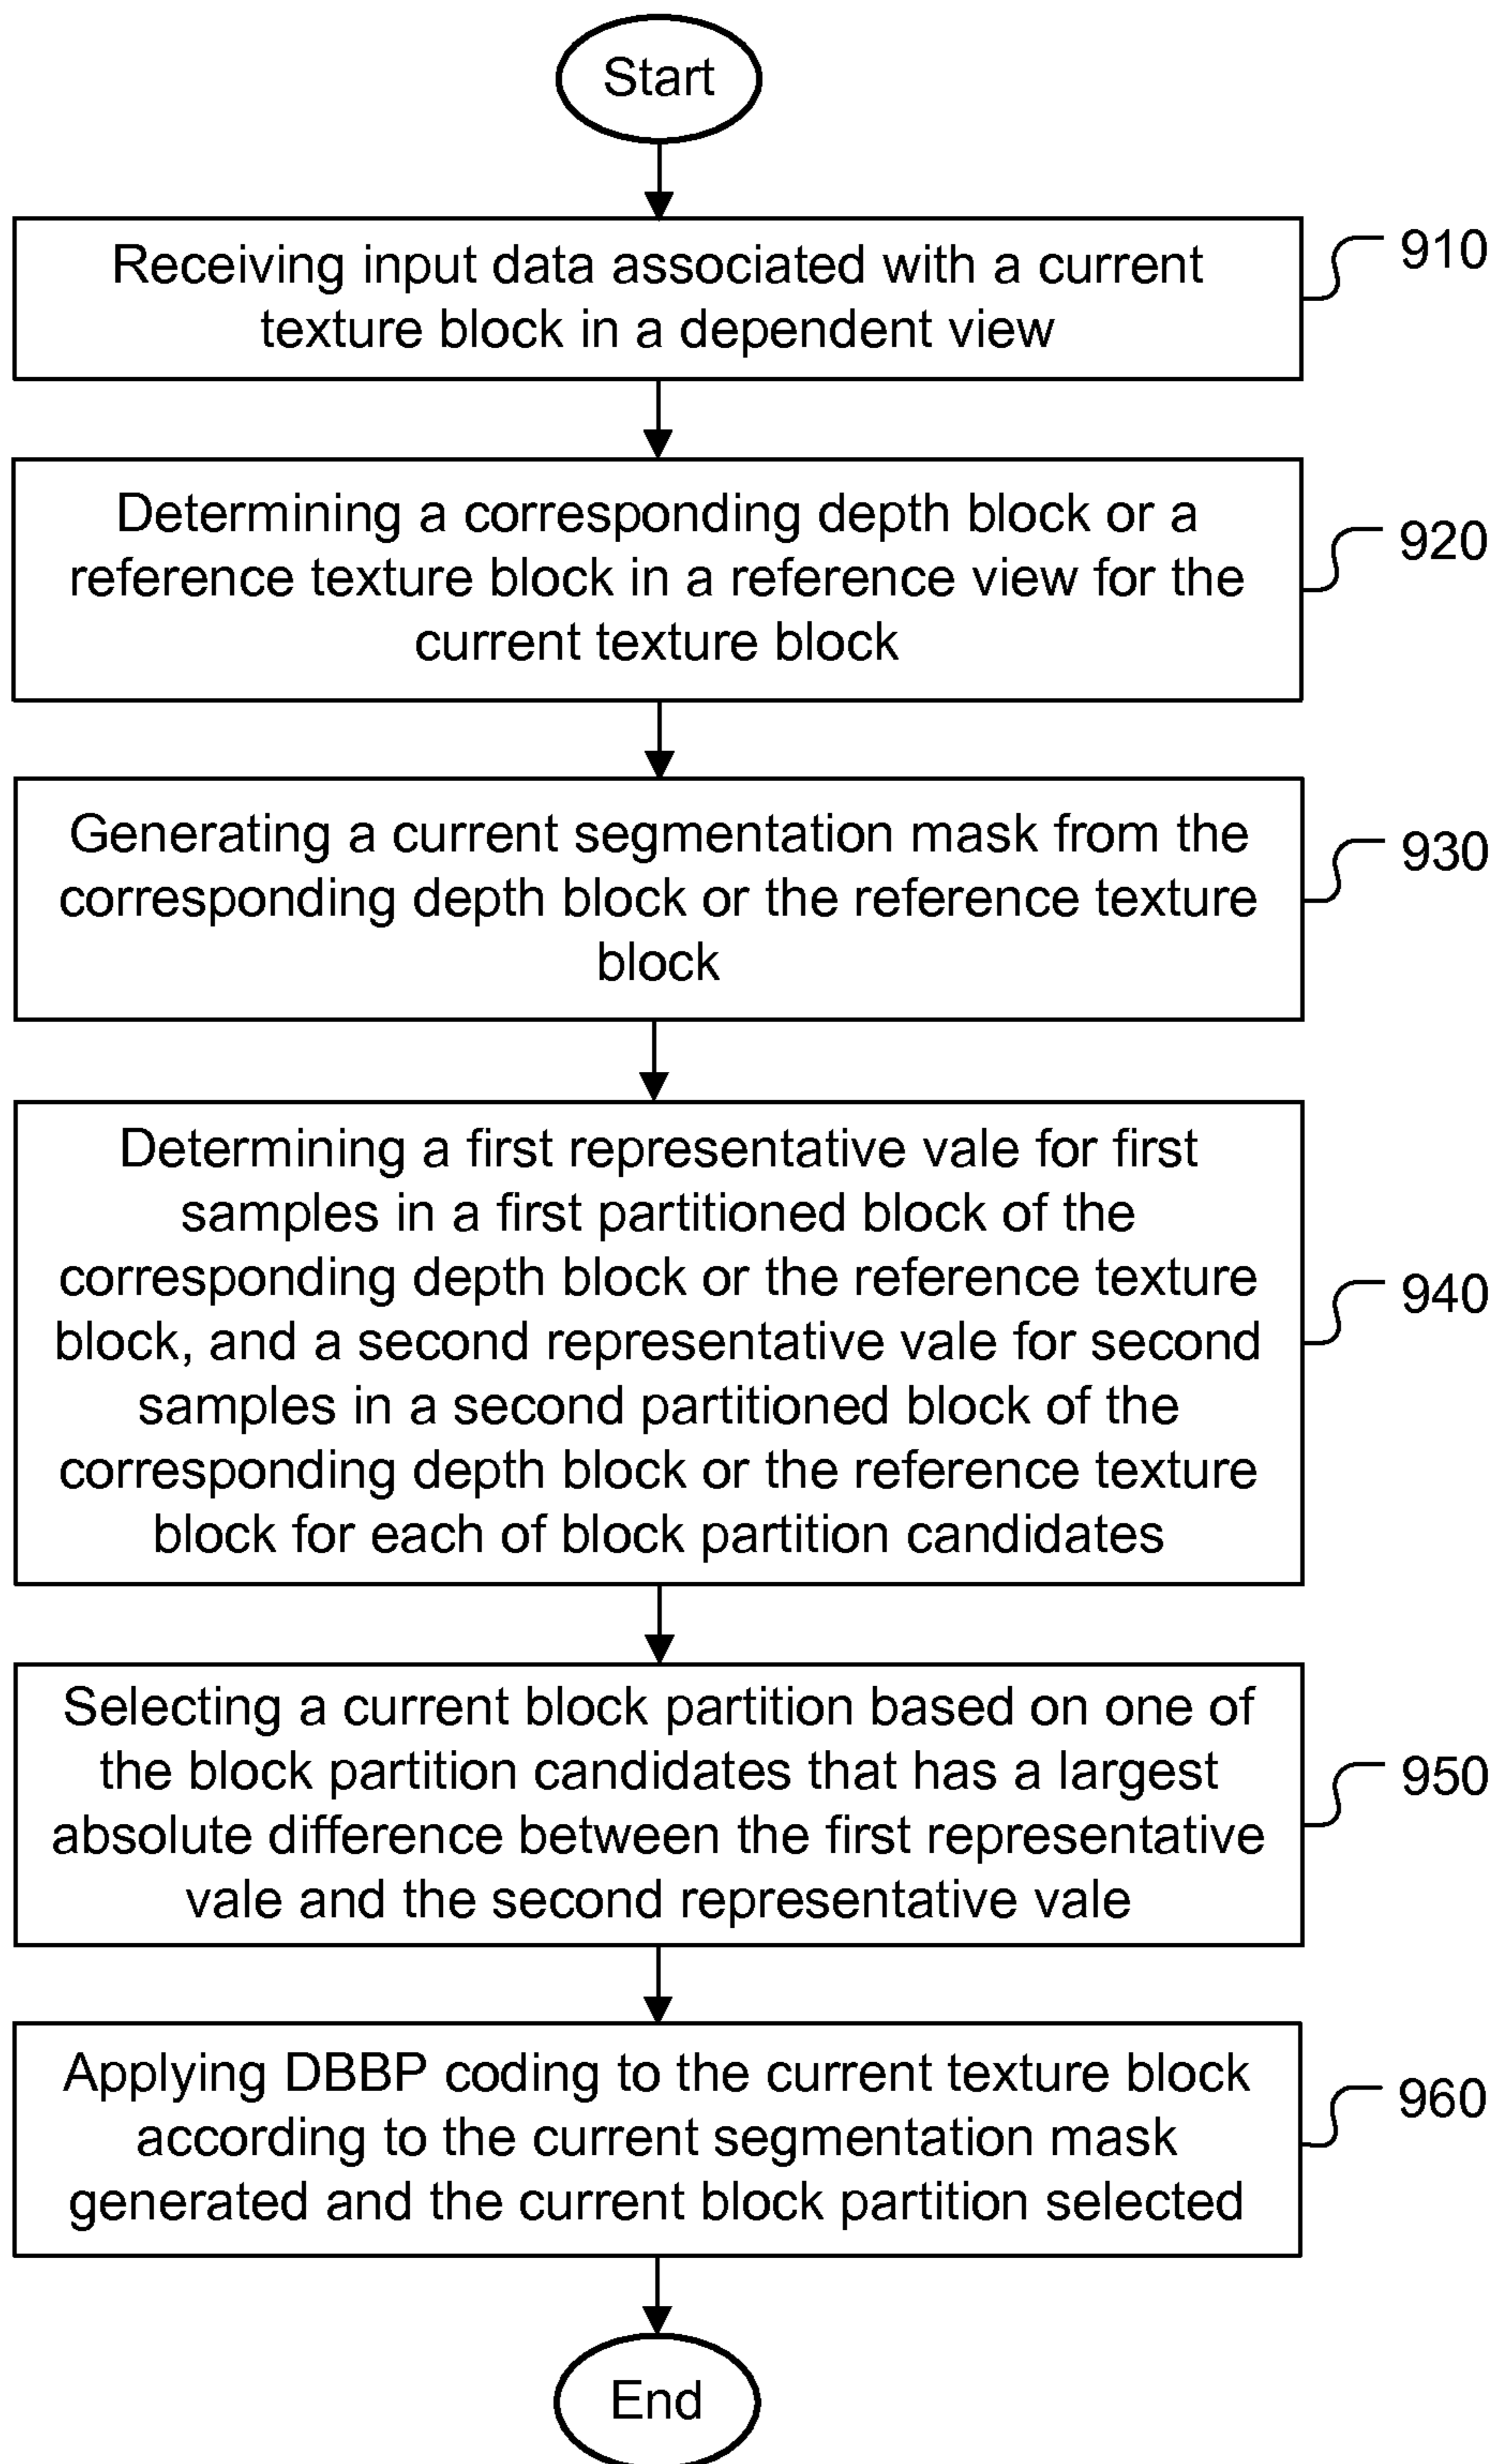 Start
Receiving input data associated with a current
texture block in a dependent view
910
Determining a corresponding depth block or a
reference texture block in a reference view for the
current texture block
920
Generating a current segmentation mask from the
corresponding depth block or the reference texture
block
930
Determining a first representative vale for first
samples in a first partitioned block of the
corresponding depth block or the reference texture
block, and a second representative vale for second
samples in a second partitioned block of the
corresponding depth block or the reference texture
block for each of block partition candidates
940
Selecting a current block partition based on one of
the block partition candidates that has a largest
absolute difference between the first representative
vale and the second representative vale
950
Applying DBBP coding to the current texture block
according to the current segmentation mask
generated and the current block partition selected
960
End